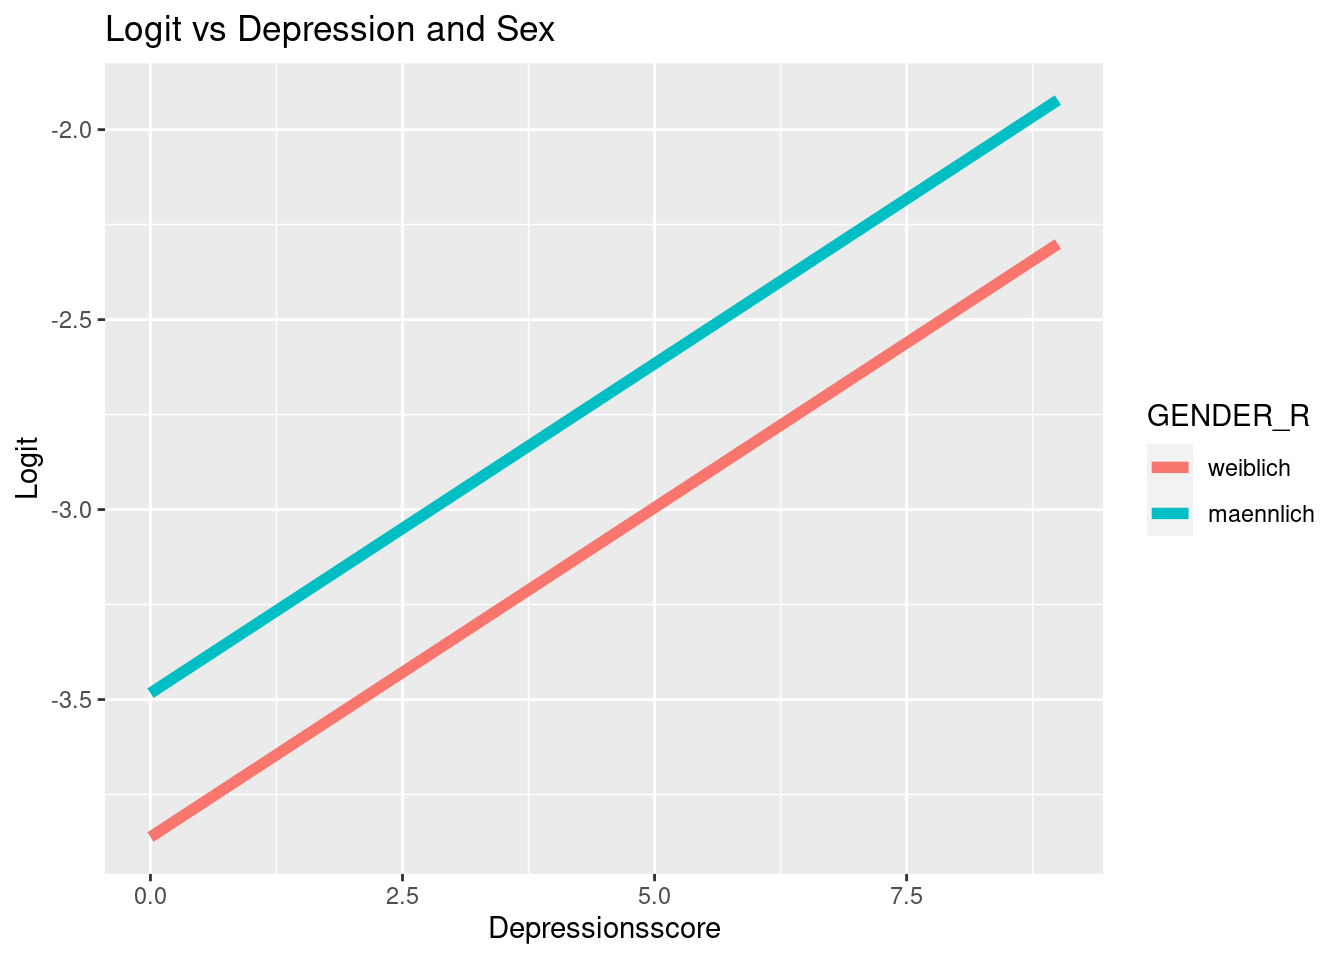 Logit vs Depression and Sex
-2.0
-2.5
-3.0
-3.5
Logit
0.0 2.5 5.0 7.5
Depressionsscore
GENDER_R
weiblich
maennlich